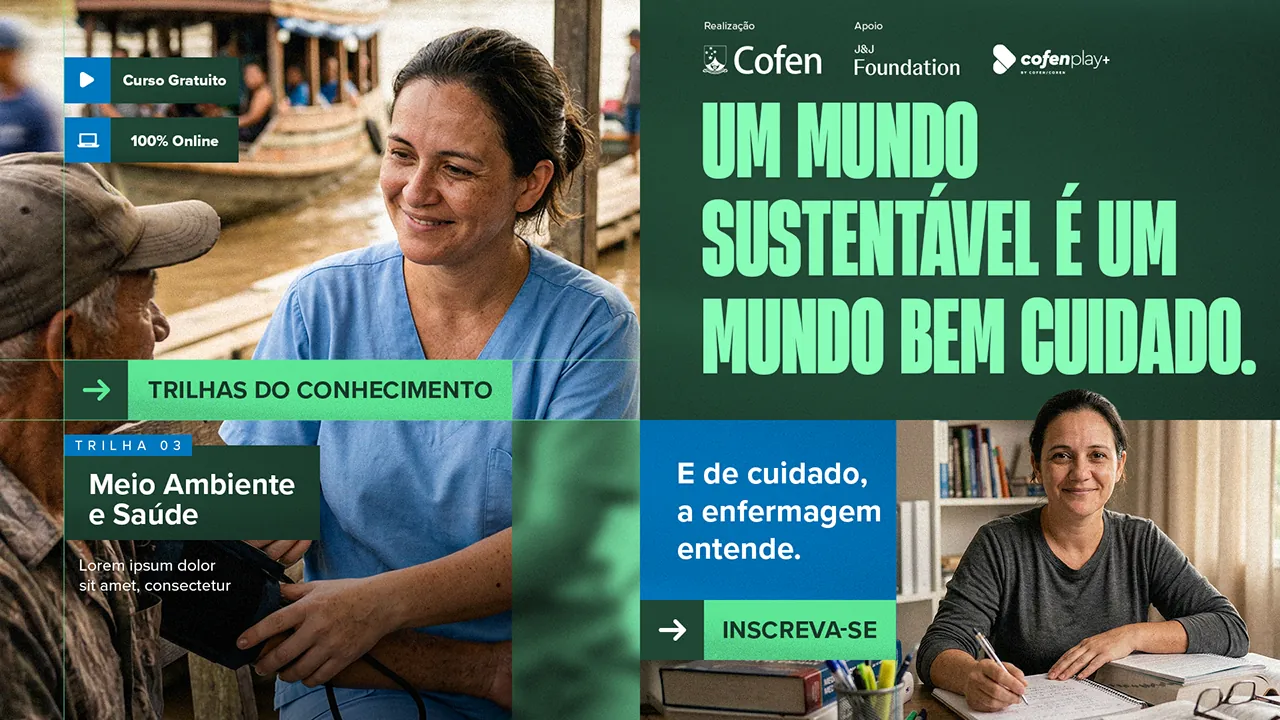 Curso Gratuito
100% Online
TRILHAS DO CONHECIMENTO
TRILHA 03
Meio Ambiente
e Saúde
Lorem ipsum dolor
sit amet, consectetur
Realização
Cofen
Apoio
J&J
Foundation
cofenplay+
BY COFEN/COREN
UM MUNDO
SUSTENTÁVEL É UM
MUNDO BEM CUIDADO.
E de cuidado,
a enfermagem
entende.
INSCREVA-SE